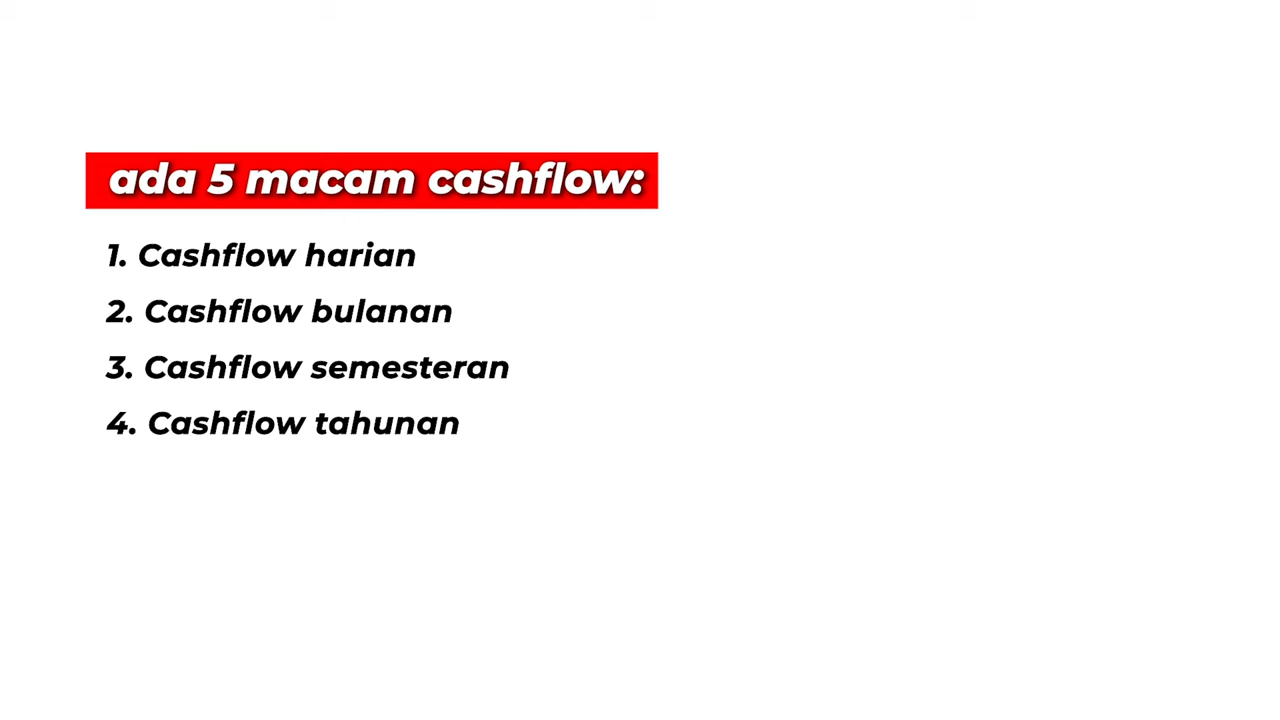 ada 5 macam cashflow:
1. Cashflow harian
2. Cashflow bulanan
3. Cashflow semesteran
4. Cashflow tahunan